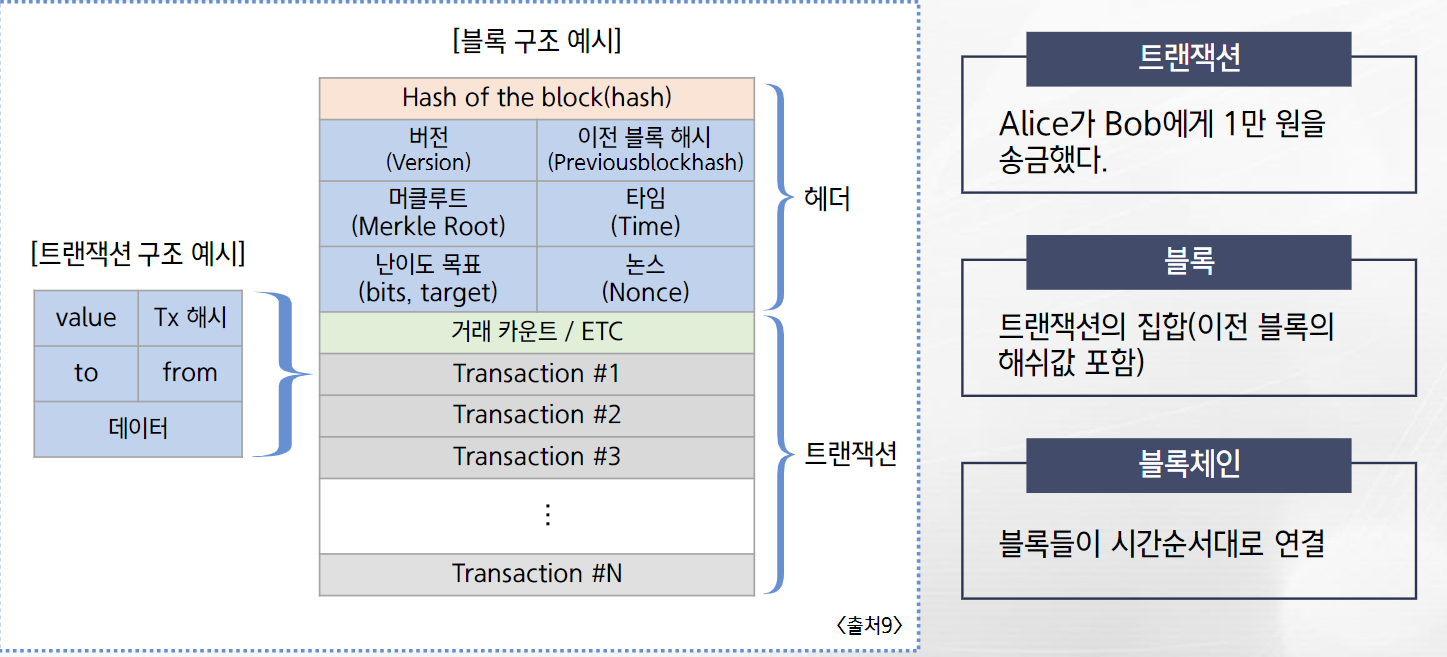 [블록 구조 예시]
Hash of the block(hash)
버전
(Version)
이전 블록 해시
(Previousblockhash)
머클루트
(Merkle Root)
타임
(Time)
난이도 목표
(bits, target)
논스
(Nonce)
헤더
거래 카운트 / ETC
Transaction #1
Transaction #2
Transaction #3
⋮
Transaction #N
트랜잭션
[트랜잭션 구조 예시]
value
Tx 해시
to
from
데이터
〈출처9〉
트랜잭션
Alice가 Bob에게 1만 원을
송금했다.
블록
트랜잭션의 집합(이전 블록의
해쉬값 포함)
블록체인
블록들이 시간순서대로 연결